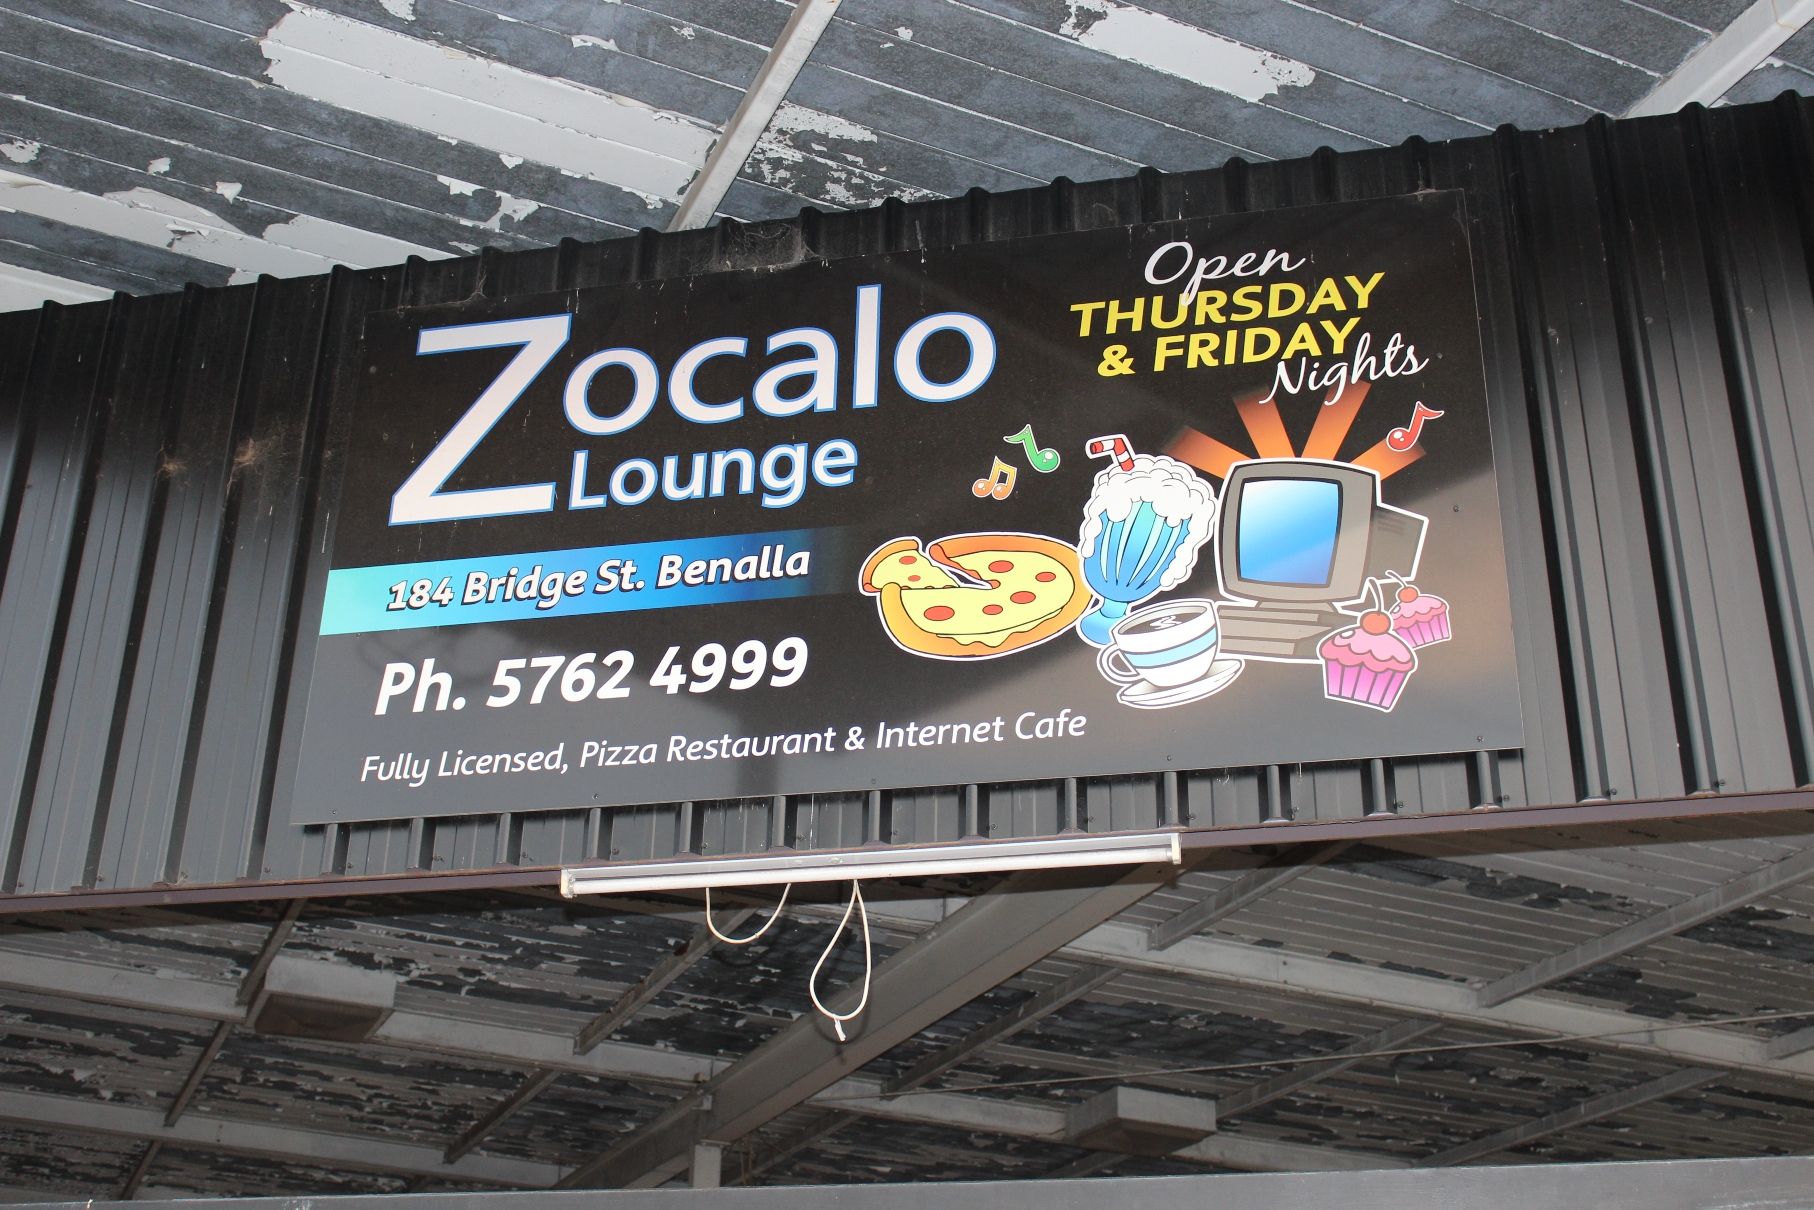 Zocalo
Lounge
Open
THURSDAY
& FRIDAY
Nights
184 Bridge St. Benalla
Ph. 5762 4999
Fully Licensed, Pizza Restaurant & Internet Cafe